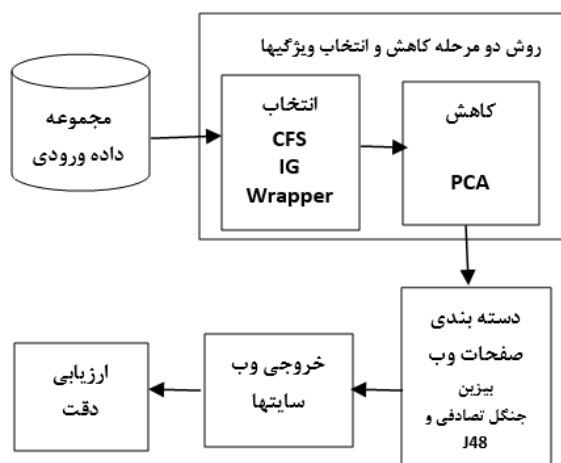 روش دو مرحله کاهش و انتخاب ویژگیها
مجموعه
داده ورودی
انتخاب
CFS
IG
Wrapper
کاهش
PCA
دسته بندی
صفحات وب
بیزین
جنگل تصادفی و
J48
خروجی وب
سایتها
ارزیابی
دقت